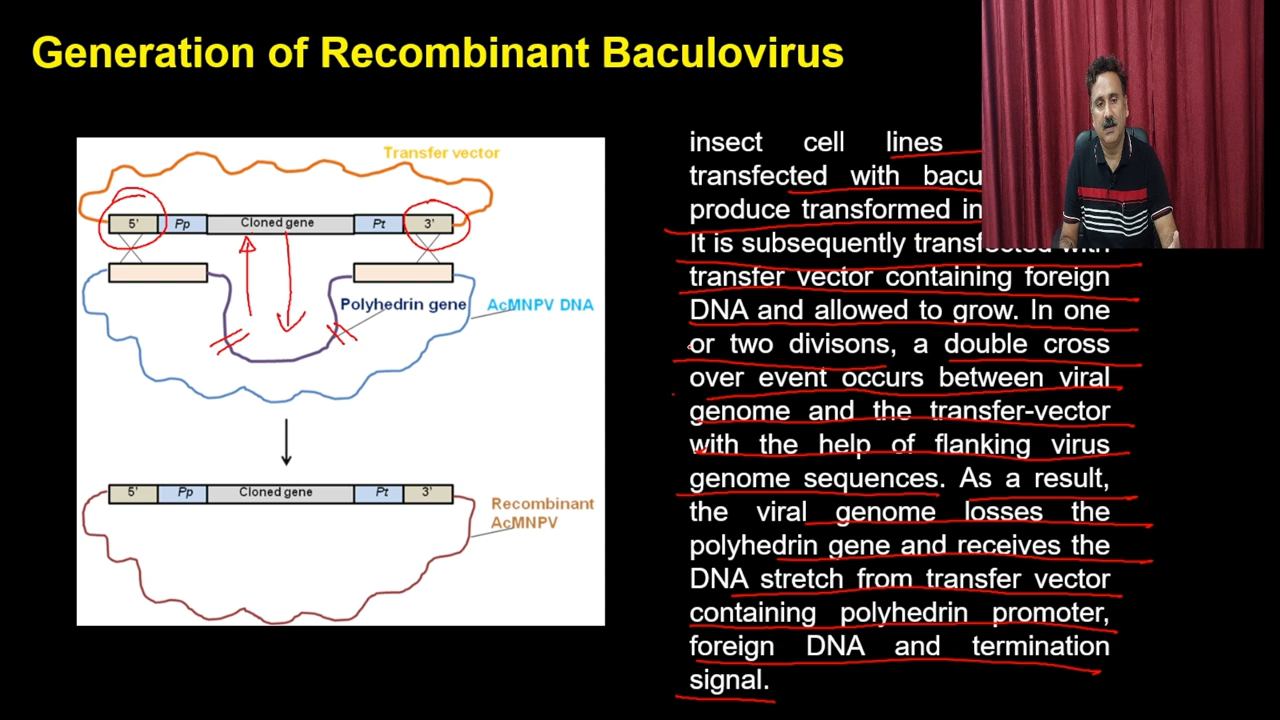 Generation of Recombinant Baculovirus
Transfer vector
5' Pp Cloned gene Pt 3'
Polyhedrin gene
AcMNPV DNA
5' Pp Cloned gene Pt 3'
Recombinant
AcMNPV
insect cell lines
transfected with
produce transformed
It is subsequently transfected with
transfer vector containing foreign
DNA and allowed to grow. In one
or two divisons, a double cross
over event occurs between viral
genome and the transfer-vector
with the help of flanking virus
genome sequences. As a result,
the viral genome losses the
polyhedrin gene and receives the
DNA stretch from transfer vector
containing polyhedrin promoter,
foreign DNA and termination
signal.